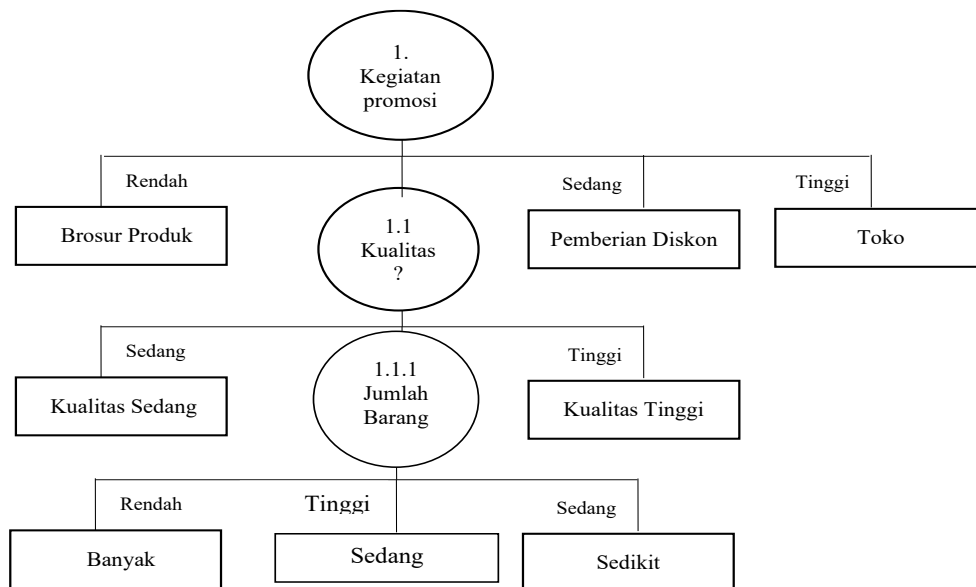 1.
Kegiatan
promosi
Rendah
Sedang
Tinggi
Brosur Produk
1.1
Kualitas
?
Pemberian Diskon
Toko
Sedang
Tinggi
1.1.1
Jumlah
Barang
Kualitas Sedang
Kualitas Tinggi
Rendah
Tinggi
Sedang
Banyak
Sedang
Sedikit